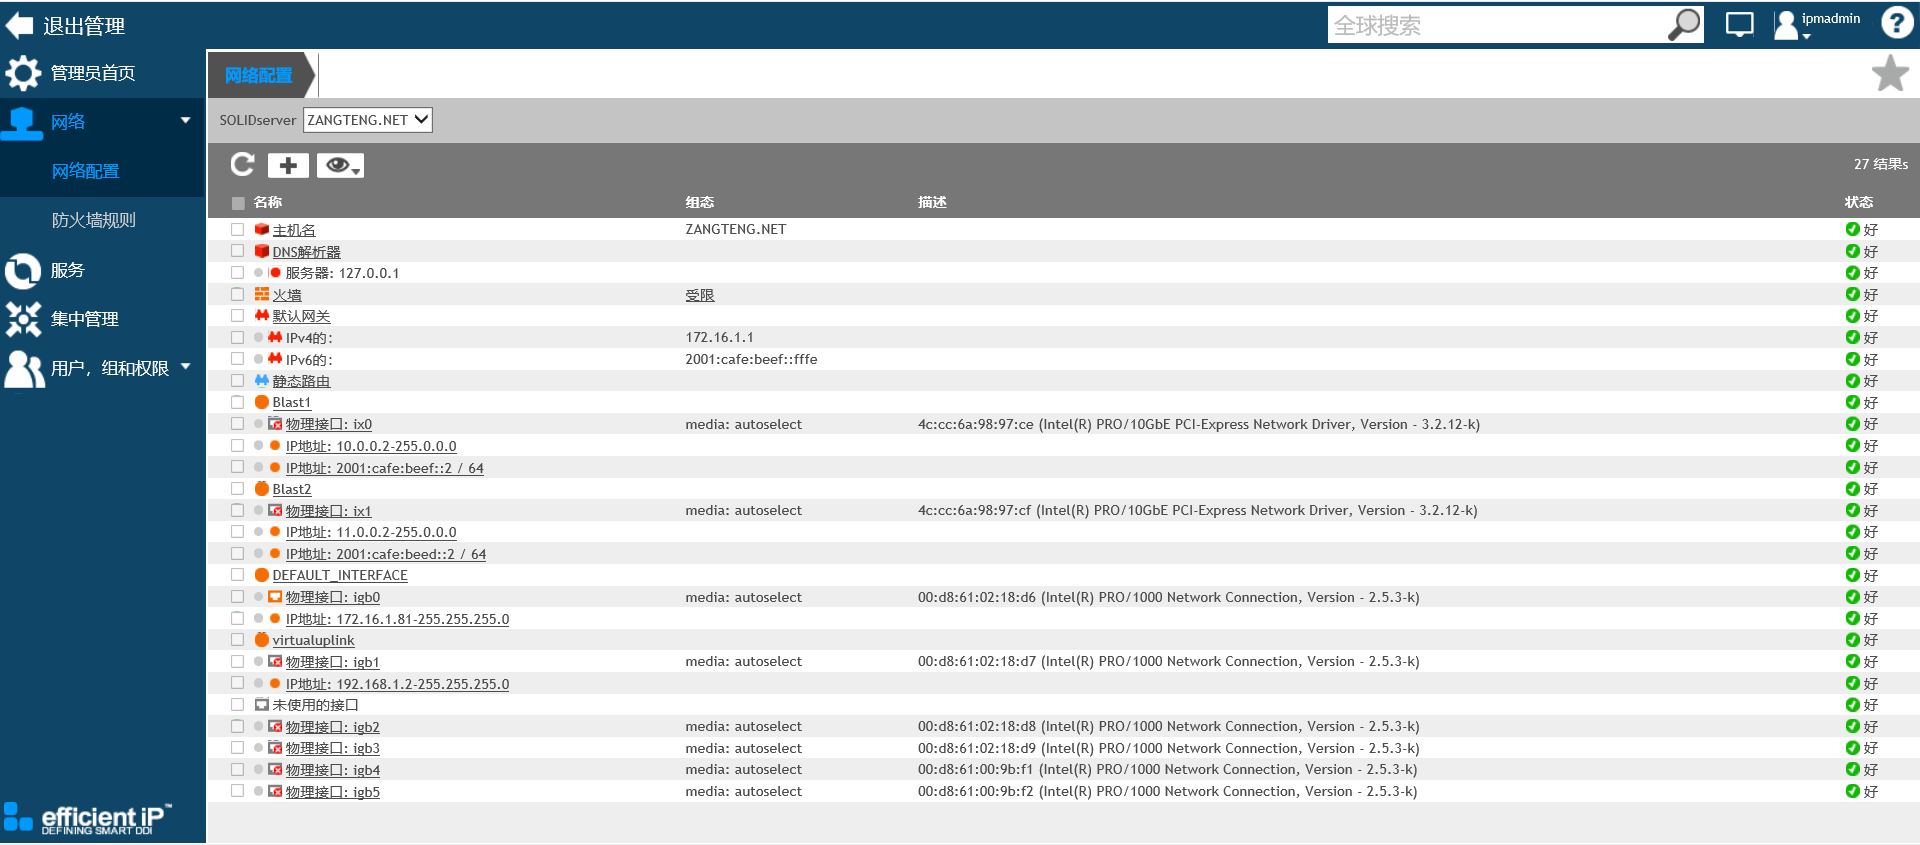 退出管理
全球搜索
ipmadmin
?
管理员首页
网络
网络配置
防火墙规则
服务
集中管理
用户，组和权限
网络配置
SOLIDserver ZANGTENG.NET
27 结果s
名称 组态 描述 状态
主机名 ZANGTENG.NET 好
DNS解析器 好
服务器: 127.0.0.1 好
火墙 受限 好
默认网关 好
IPv4的: 172.16.1.1 好
IPv6的: 2001:cafe:beef::fffe 好
静态路由 好
Blast1 好
物理接口: ix0 media: autoselect 4c:cc:6a:98:97:ce (Intel(R) PRO/10GbE PCI-Express Network Driver, Version - 3.2.12-k) 好
IP地址: 10.0.0.2-255.0.0.0 好
IP地址: 2001:cafe:beef::2 / 64 好
Blast2 好
物理接口: ix1 media: autoselect 4c:cc:6a:98:97:cf (Intel(R) PRO/10GbE PCI-Express Network Driver, Version - 3.2.12-k) 好
IP地址: 11.0.0.2-255.0.0.0 好
IP地址: 2001:cafe:beed::2 / 64 好
DEFAULT_INTERFACE 好
物理接口: igb0 media: autoselect 00:d8:61:02:18:d6 (Intel(R) PRO/1000 Network Connection, Version - 2.5.3-k) 好
IP地址: 172.16.1.81-255.255.255.0 好
virtualuplink 好
物理接口: igb1 media: autoselect 00:d8:61:02:18:d7 (Intel(R) PRO/1000 Network Connection, Version - 2.5.3-k) 好
IP地址: 192.168.1.2-255.255.255.0 好
未使用的接口 好
物理接口: igb2 media: autoselect 00:d8:61:02:18:d8 (Intel(R) PRO/1000 Network Connection, Version - 2.5.3-k) 好
物理接口: igb3 media: autoselect 00:d8:61:02:18:d9 (Intel(R) PRO/1000 Network Connection, Version - 2.5.3-k) 好
物理接口: igb4 media: autoselect 00:d8:61:00:9b:f1 (Intel(R) PRO/1000 Network Connection, Version - 2.5.3-k) 好
物理接口: igb5 media: autoselect 00:d8:61:00:9b:f2 (Intel(R) PRO/1000 Network Connection, Version - 2.5.3-k) 好
efficient iP™
DEFINING SMART DDI